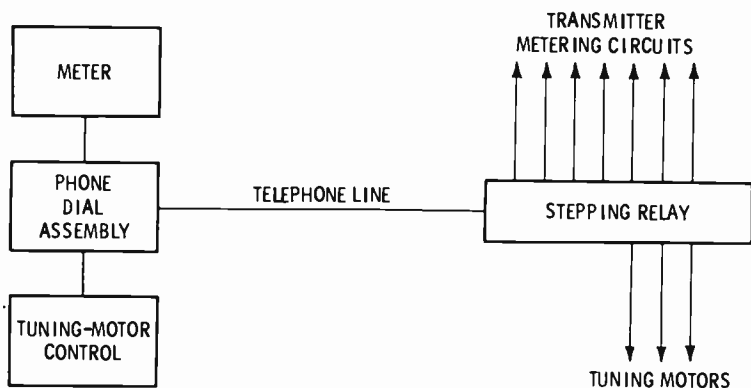 TRANSMITTER
METERING CIRCUITS
METER
PHONE
DIAL
ASSEMBLY
TELEPHONE LINE
STEPPING RELAY
TUNING-MOTOR
CONTROL
TUNING MOTORS